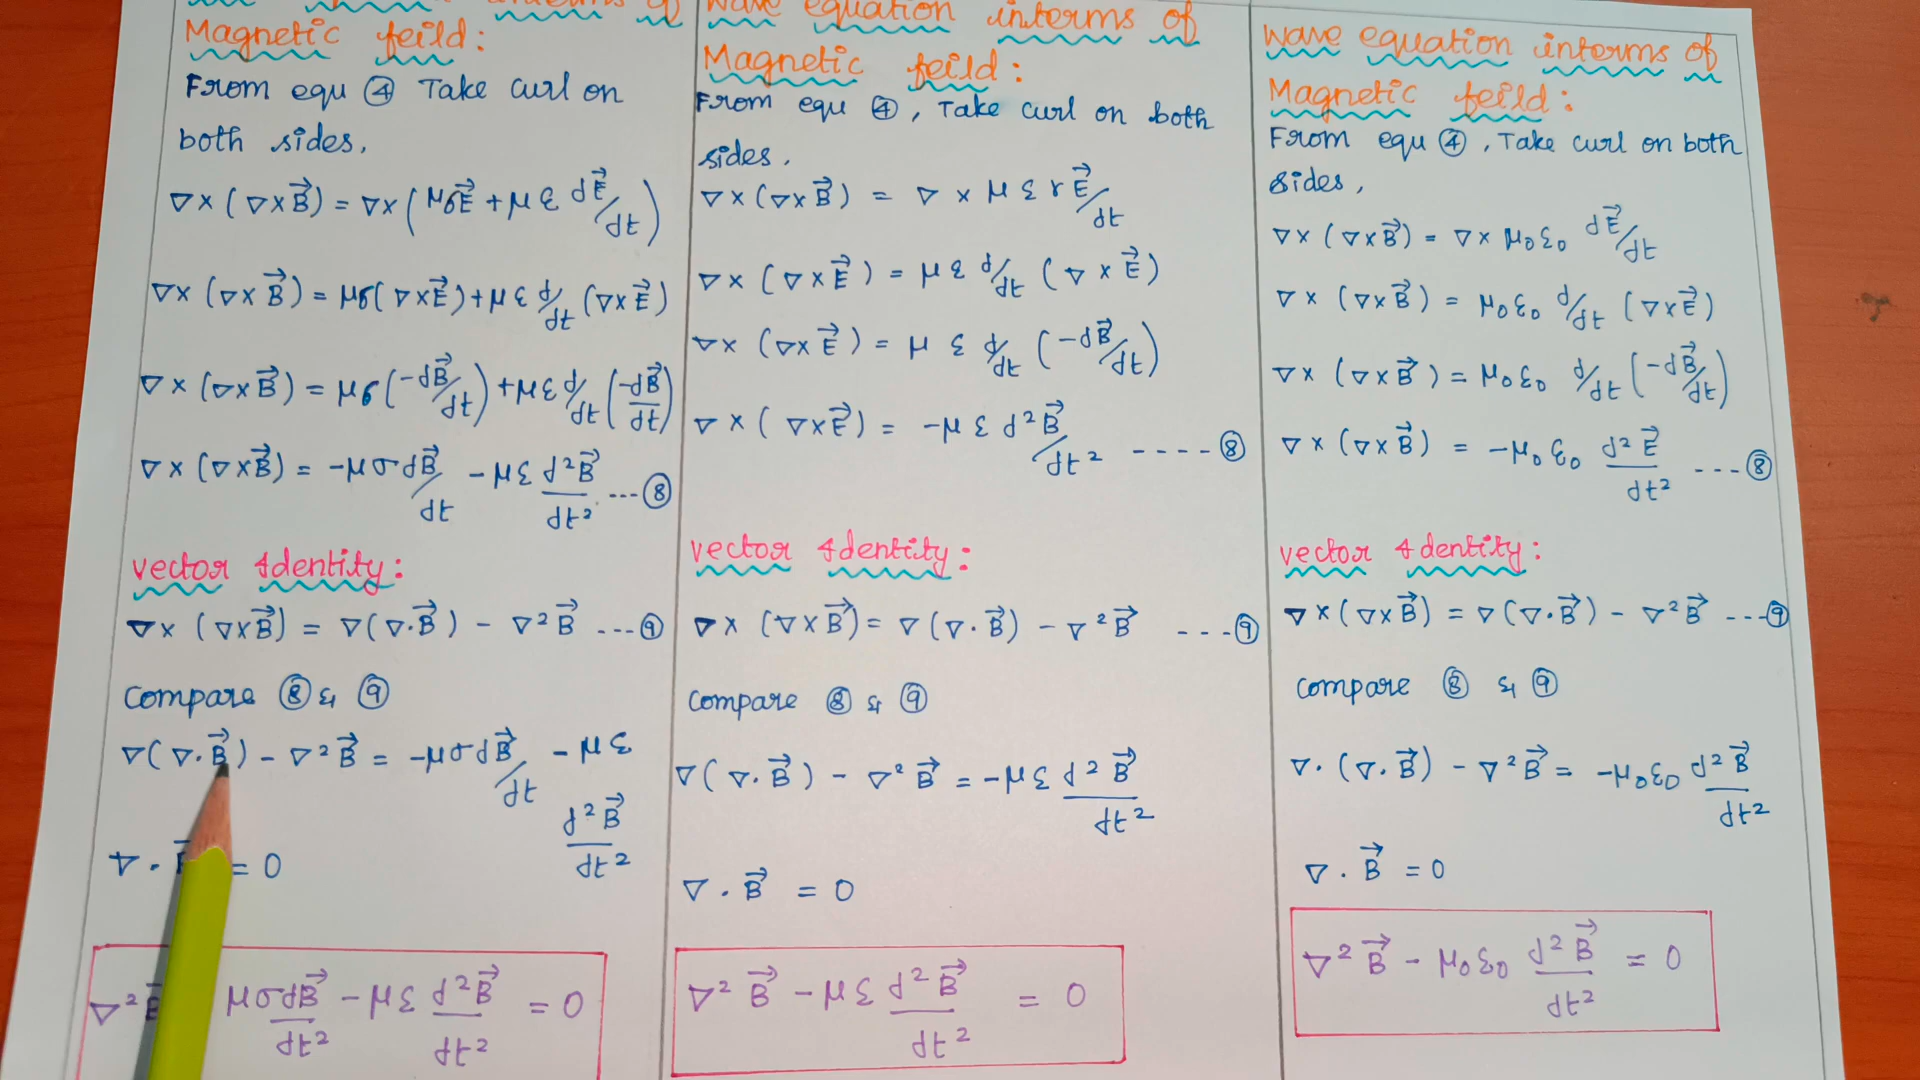 Magnetic feild:
From equ ④ Take curl on
both sides,
∇×(∇×B⃗) = ∇×(μσE⃗ + με dE⃗/dt)
∇×(∇×B⃗) = μσ(∇×E⃗) + με d/dt (∇×E⃗)
∇×(∇×B⃗) = μσ(-dB⃗/dt) + με d/dt (-dB⃗/dt)
∇×(∇×B⃗) = -μσ dB⃗/dt - με d²B⃗/dt² ---⑧
Vector Identity:
∇×(∇×B⃗) = ∇(∇.B⃗) - ∇²B⃗ ---⑨
Compare ⑧ & ⑨
∇(∇.B⃗) - ∇²B⃗ = -μσ dB⃗/dt - με
d²B⃗/dt²
∇. = 0
∇² μσ dB⃗/dt² - με d²B⃗/dt² = 0
wave equation interms of
Magnetic feild:
From equ ④, Take curl on both
sides.
∇×(∇×B⃗) = ∇ × μ ε r E⃗/dt
∇×(∇×E⃗) = με d/dt (∇×E⃗)
∇×(∇×E⃗) = μ ε d/dt (-dB⃗/dt)
∇×(∇×E⃗) = -με d²B⃗/dt² ----⑧
Vector Identity:
∇×(∇×B⃗) = ∇(∇.B⃗) - ∇²B⃗ ---⑨
Compare ⑧ & ⑨
∇(∇.B⃗) - ∇²B⃗ = -με d²B⃗/dt²
∇.B⃗ = 0
∇²B⃗ - με d²B⃗/dt² = 0
Wave equation interms of
Magnetic feild:
From equ ④, Take curl on both
sides,
∇×(∇×B⃗) = ∇×μ₀ε₀ dE⃗/dt
∇×(∇×B⃗) = μ₀ε₀ d/dt (∇×E⃗)
∇×(∇×B⃗) = μ₀ε₀ d/dt (-dB⃗/dt)
∇×(∇×B⃗) = -μ₀ε₀ d²E⃗/dt² ---⑧
Vector Identity:
∇×(∇×B⃗) = ∇(∇.B⃗) - ∇²B⃗ ---⑨
Compare ⑧ & ⑨
∇.(∇.B⃗) - ∇²B⃗ = -μ₀ε₀ d²B⃗/dt²
∇.B⃗ = 0
∇²B⃗ - μ₀ε₀ d²B⃗/dt² = 0